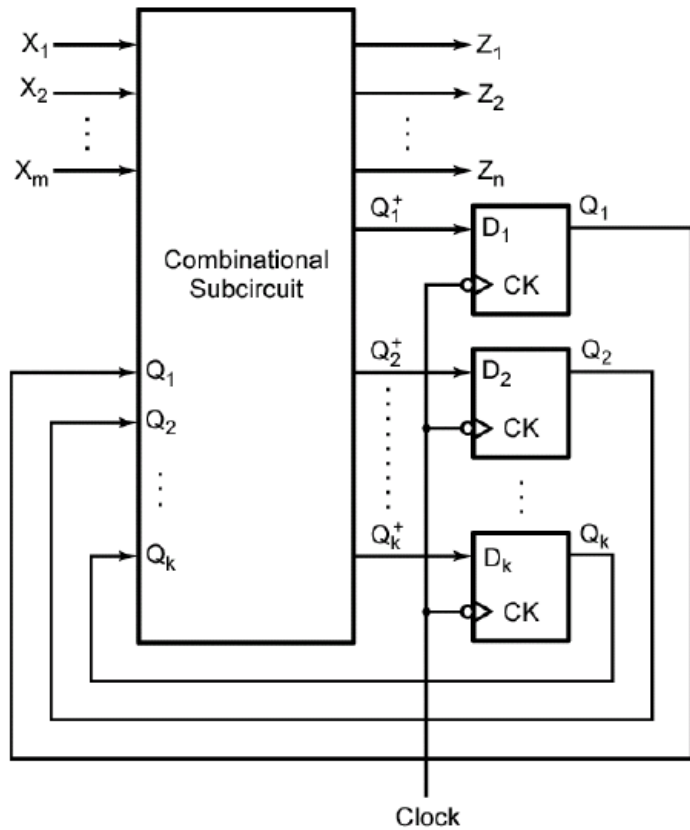 X₁
Z₁
X₂
Z₂
Xₘ
Zₙ
Q₁⁺
Q₁
D₁
CK
Combinational
Subcircuit
Q₂⁺
Q₂
Q₁
D₂
Q₂
CK
Qₖ⁺
Qₖ
Qₖ
Dₖ
CK
Clock